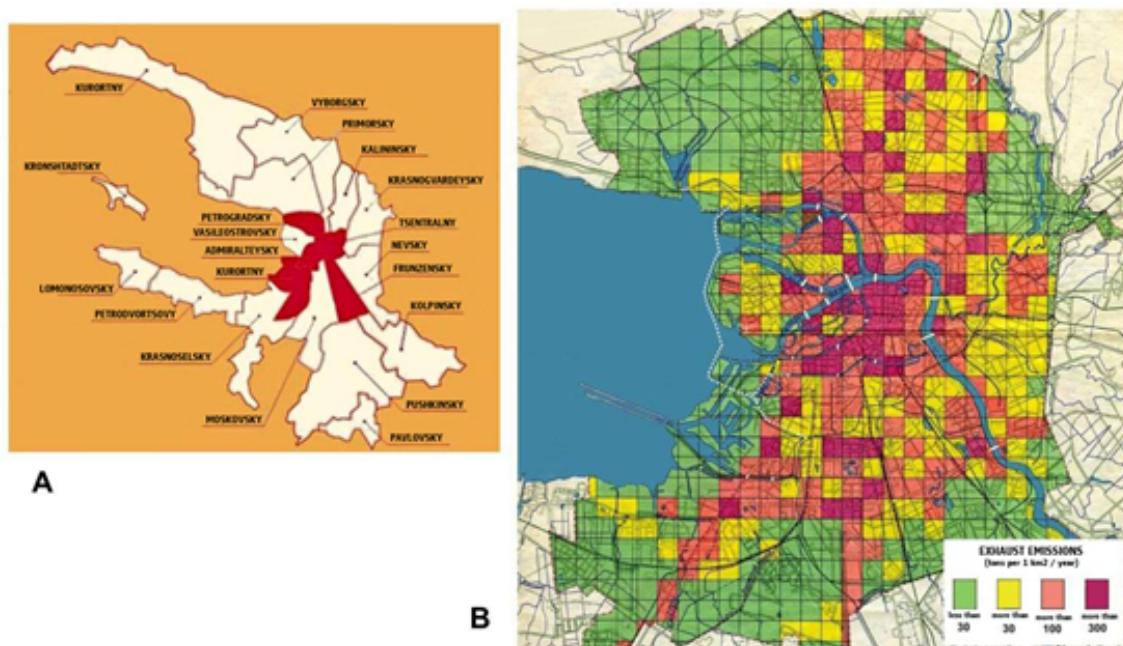 KURORTNY
VYBORGSKY
PRIMORSKY
KALININSKY
KRONSHTADTSKY
KRASNOGVARDEYSKY
PETROGRADSKY
TSENTRALNY
VASILEOSTROVSKY
ADMIRALTEYSKY
NEVSKY
KURORTNY
FRUNZENSKY
LOMONOSOVSKY
KOLPINSKY
PETRODVORTSOVY
KRASNOSELSKY
PUSHKINSKY
MOSKOVSKY
PAVLOVSKY
A
B
EXHAUST EMISSIONS
(tons per 1 km2 / year)
less than more than more than more than
30 30 100 300